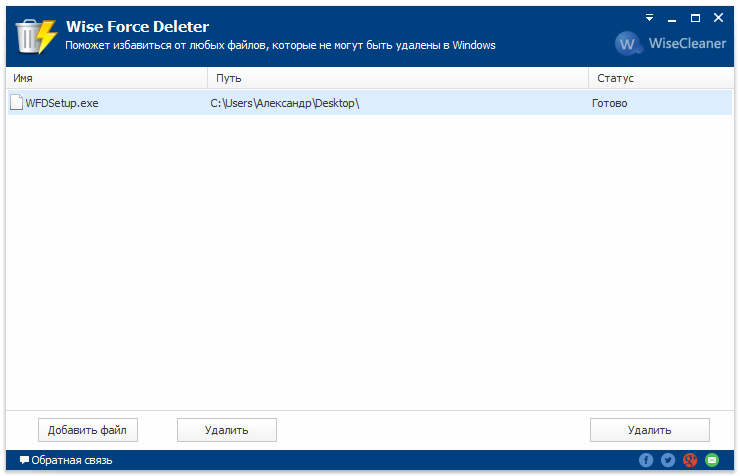 Wise Force Deleter
Поможет избавиться от любых файлов, которые не могут быть удалены в Windows
W WiseCleaner
Имя Путь Статус
WFDSetup.exe C:\Users\Александр\Desktop\ Готово
Добавить файл Удалить Удалить
Обратная связь